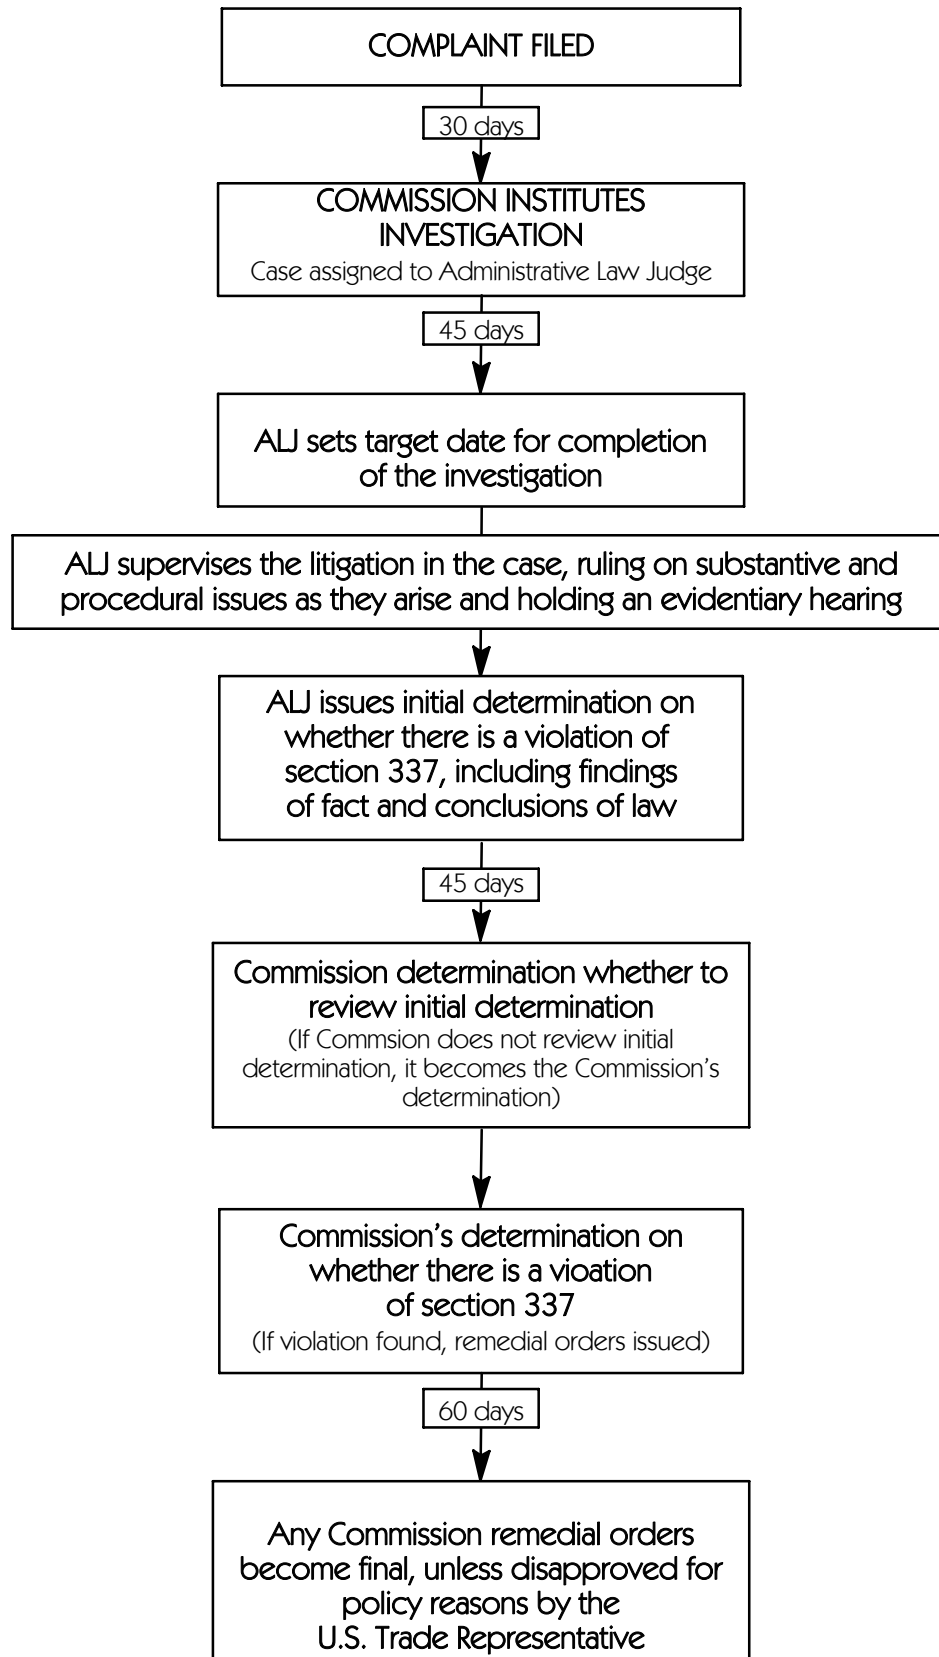 COMPLAINT FILED
30 days
COMMISSION INSTITUTES
INVESTIGATION
Case assigned to Administrative Law Judge
45 days
ALJ sets target date for completion
of the investigation
ALJ supervises the litigation in the case, ruling on substantive and
procedural issues as they arise and holding an evidentiary hearing
ALJ issues initial determination on
whether there is a violation of
section 337, including findings
of fact and conclusions of law
45 days
Commission determination whether to
review initial determination
(If Commsion does not review initial
determination, it becomes the Commission’s
determination)
Commission’s determination on
whether there is a vioation
of section 337
(If violation found, remedial orders issued)
60 days
Any Commission remedial orders
become final, unless disapproved for
policy reasons by the
U.S. Trade Representative